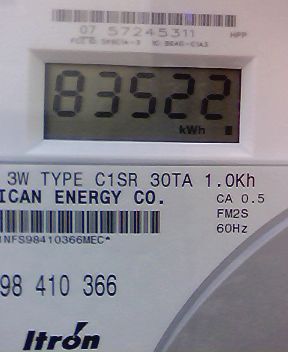 07 57245311 HPP
83522
kWh
3W TYPE C1SR 30TA 1.0Kh
ICAN ENERGY CO. CA 0.5
FM2S
60Hz
98 410 366
Itron